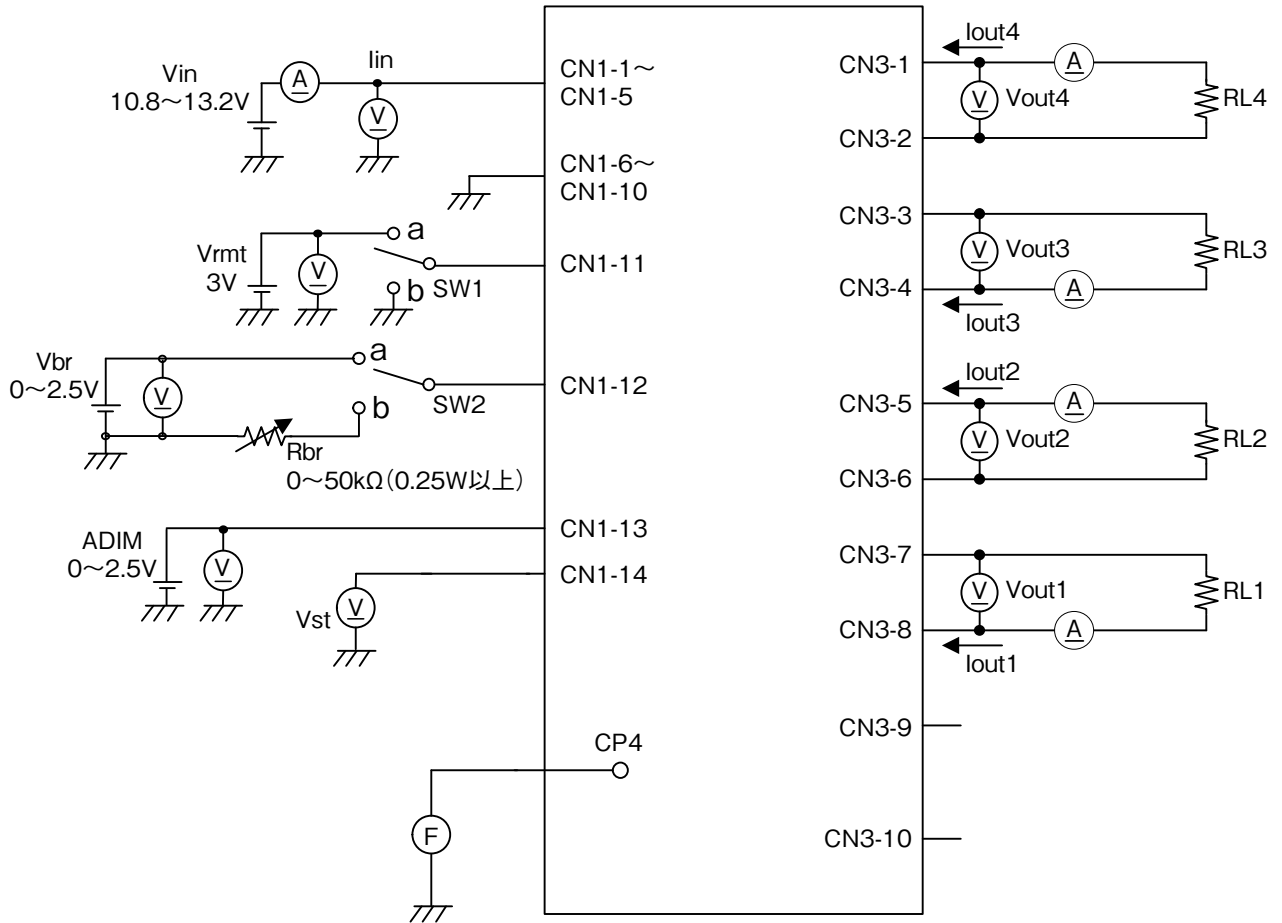 Vin
10.8～13.2V
A
Iin
V
CN1-1～
CN1-5
CN1-6～
CN1-10
Vrmt
3V
V
a
b
SW1
CN1-11
Vbr
0～2.5V
V
a
b
SW2
CN1-12
Rbr
0～50kΩ(0.25W以上)
ADIM
0～2.5V
V
CN1-13
CN1-14
Vst
V
CP4
F
Iout4
CN3-1
A
V
Vout4
RL4
CN3-2
CN3-3
V
Vout3
RL3
CN3-4
A
Iout3
Iout2
CN3-5
A
V
Vout2
RL2
CN3-6
CN3-7
V
Vout1
RL1
CN3-8
A
Iout1
CN3-9
CN3-10